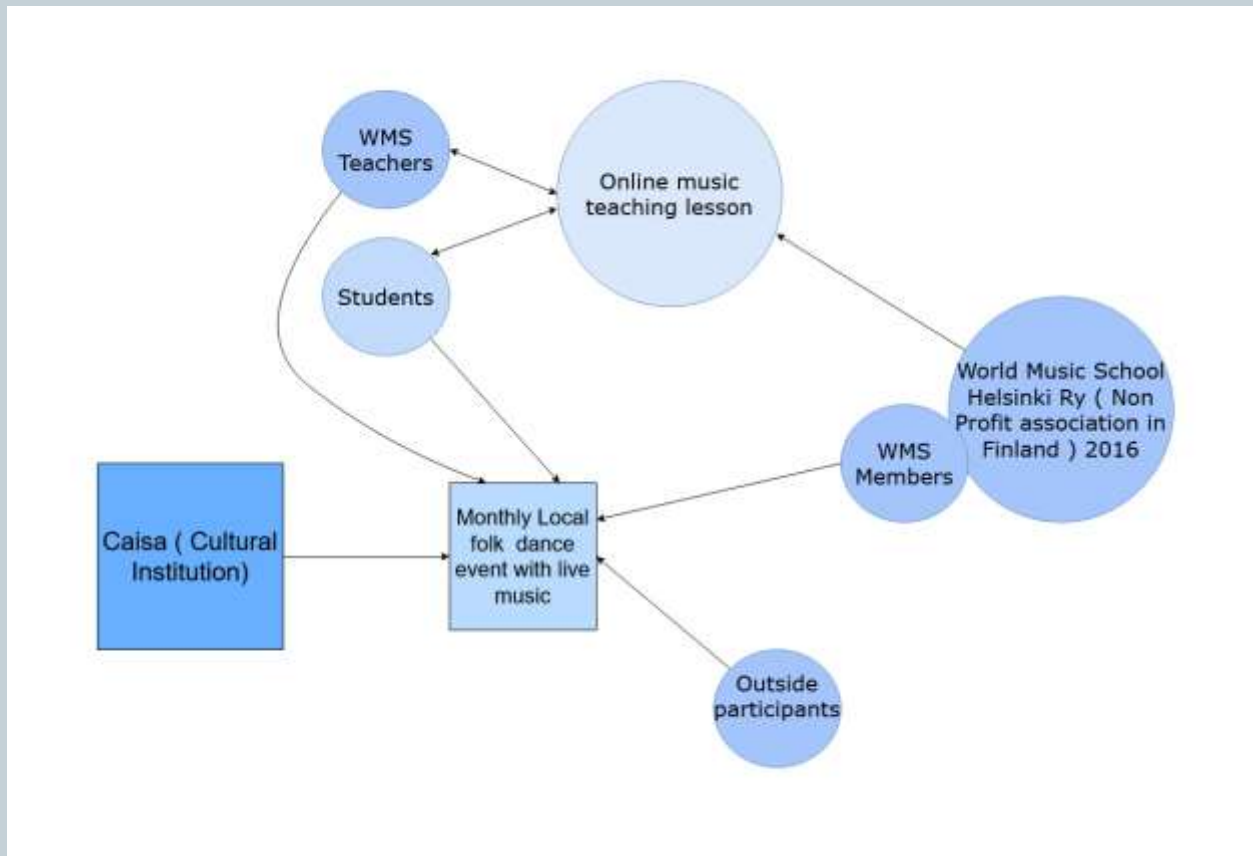 WMS
Teachers
Online music
teaching lesson
Students
World Music School
Helsinki Ry ( Non
Profit association in
Finland ) 2016
WMS
Members
Caisa ( Cultural
Institution)
Monthly Local
folk dance
event with live
music
Outside
participants